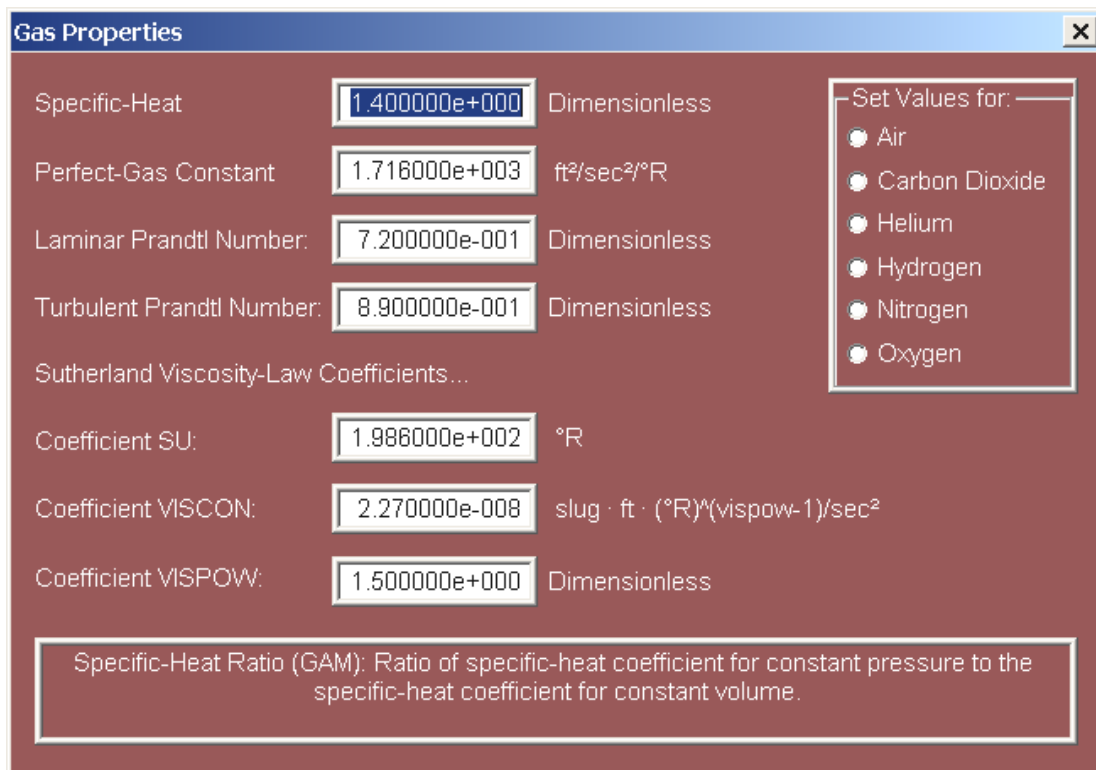 Gas Properties
Specific-Heat 1.400000e+000 Dimensionless
Perfect-Gas Constant 1.716000e+003 ft²/sec²/°R
Laminar Prandtl Number: 7.200000e-001 Dimensionless
Turbulent Prandtl Number: 8.900000e-001 Dimensionless
Sutherland Viscosity-Law Coefficients...
Coefficient SU: 1.986000e+002 °R
Coefficient VISCON: 2.270000e-008 slug · ft · (°R)^(vispow-1)/sec²
Coefficient VISPOW: 1.500000e+000 Dimensionless
Set Values for:
Air
Carbon Dioxide
Helium
Hydrogen
Nitrogen
Oxygen
Specific-Heat Ratio (GAM): Ratio of specific-heat coefficient for constant pressure to the
specific-heat coefficient for constant volume.